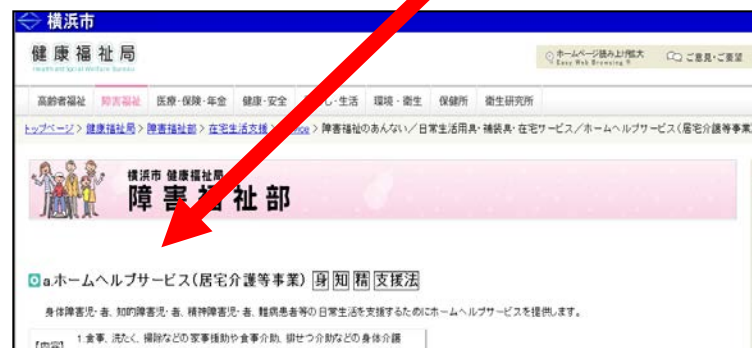 横浜市
健康福祉局
Health and Social Welfare Bureau
ホームページ読み上げ拡大
Easy Web Browsing
ご意見・ご要望
高齢者福祉 障害福祉 医療・保険・年金 健康・安全 し・生活 環境・衛生 保健所 衛生研究所
トップページ > 健康福祉局 > 障害福祉部 > 在宅生活支援 > 障害福祉のあんない／日常生活用具・補装具・在宅サービス／ホームヘルプサービス(居宅介護等事業
横浜市 健康福祉局
障害福祉部
a.ホームヘルプサービス(居宅介護等事業) 身 知 精 支援法
身体障害児・者、知的障害児・者、精神障害児・者、難病患者等の日常生活を支援するためにホームヘルプサービスを提供します。
【内容】 1.食事、洗たく、掃除などの家事援助や食事介助、排せつ介助などの身体介護